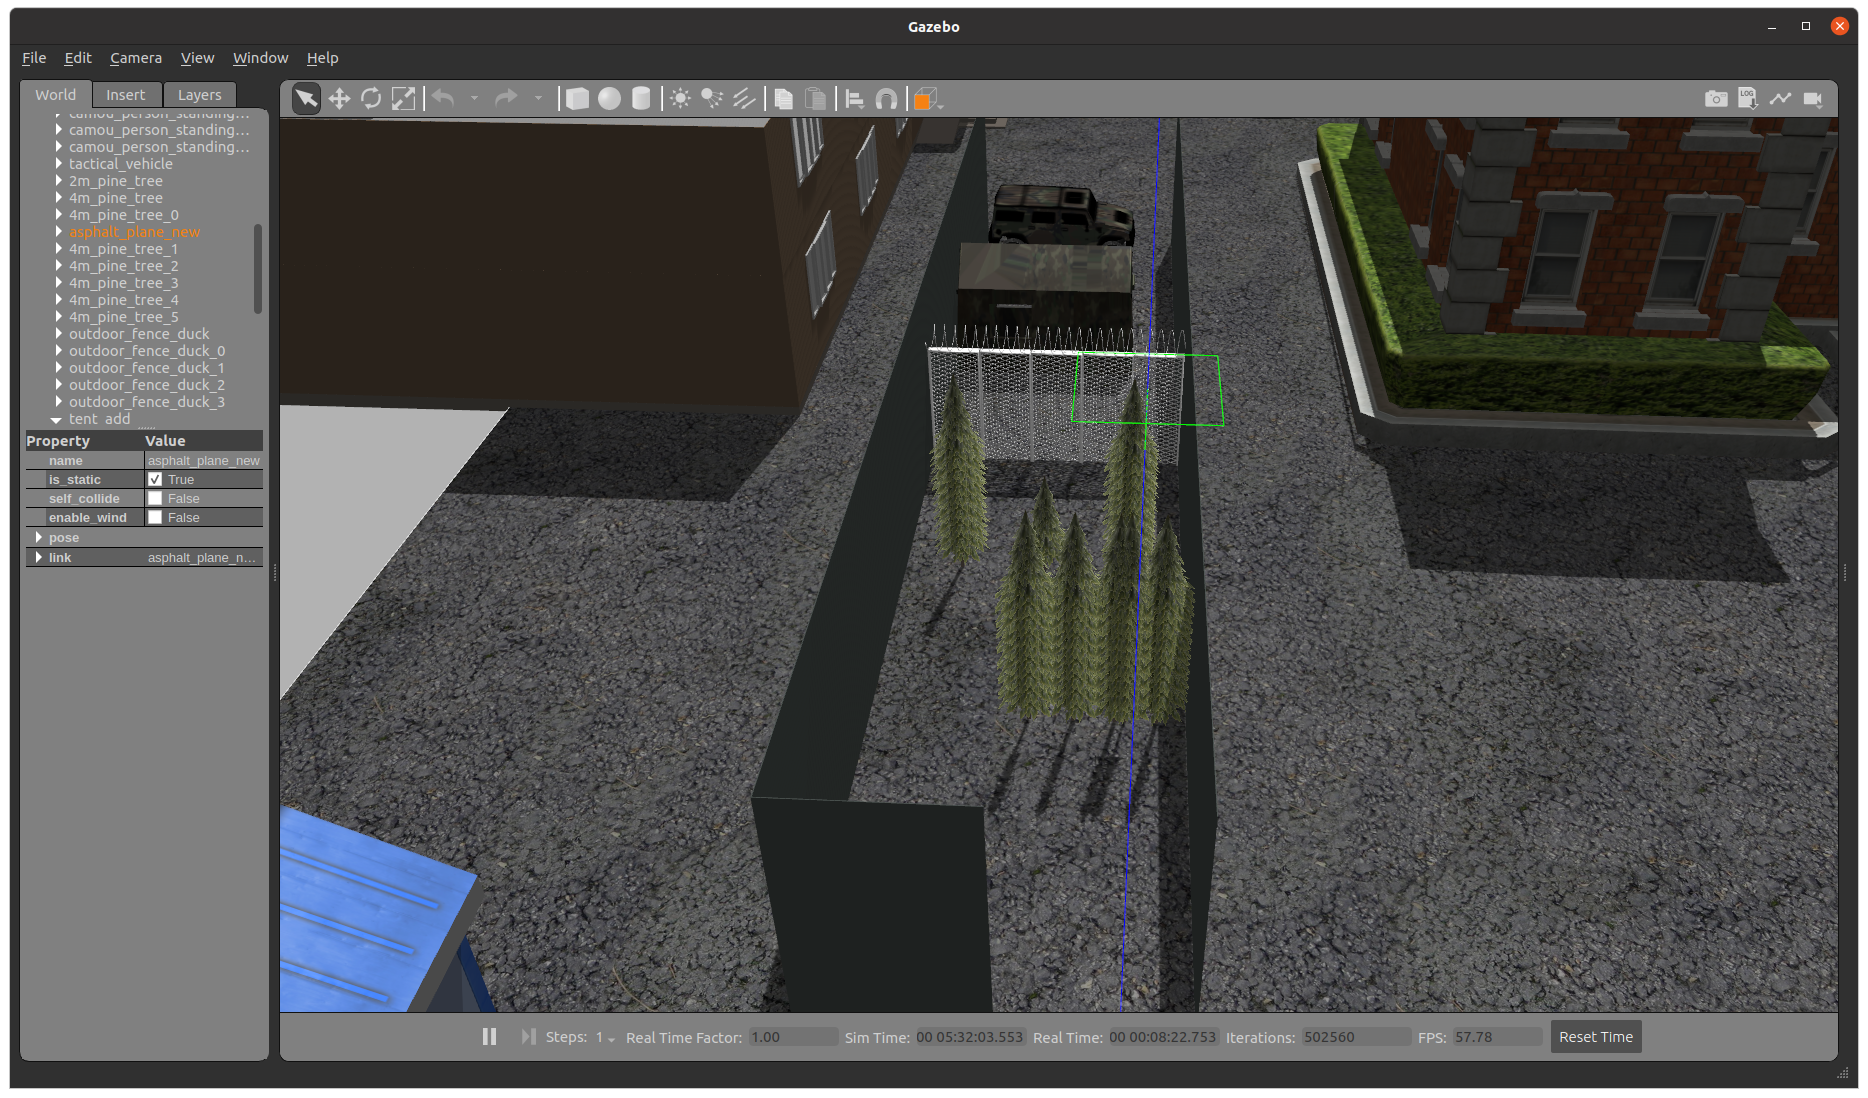 Gazebo
File Edit Camera View Window Help
World Insert Layers
LOG
camou_person_standing...
camou_person_standing...
camou_person_standing...
tactical_vehicle
2m_pine_tree
4m_pine_tree
4m_pine_tree_0
asphalt_plane_new
4m_pine_tree_1
4m_pine_tree_2
4m_pine_tree_3
4m_pine_tree_4
4m_pine_tree_5
outdoor_fence_duck
outdoor_fence_duck_0
outdoor_fence_duck_1
outdoor_fence_duck_2
outdoor_fence_duck_3
tent_add
Property Value
name asphalt_plane_new
is_static True
self_collide False
enable_wind False
pose
link asphalt_plane_n...
Steps: 1 Real Time Factor: 1.00 Sim Time: 00 05:32:03.553 Real Time: 00 00:08:22.753 Iterations: 502560 FPS: 57.78 Reset Time